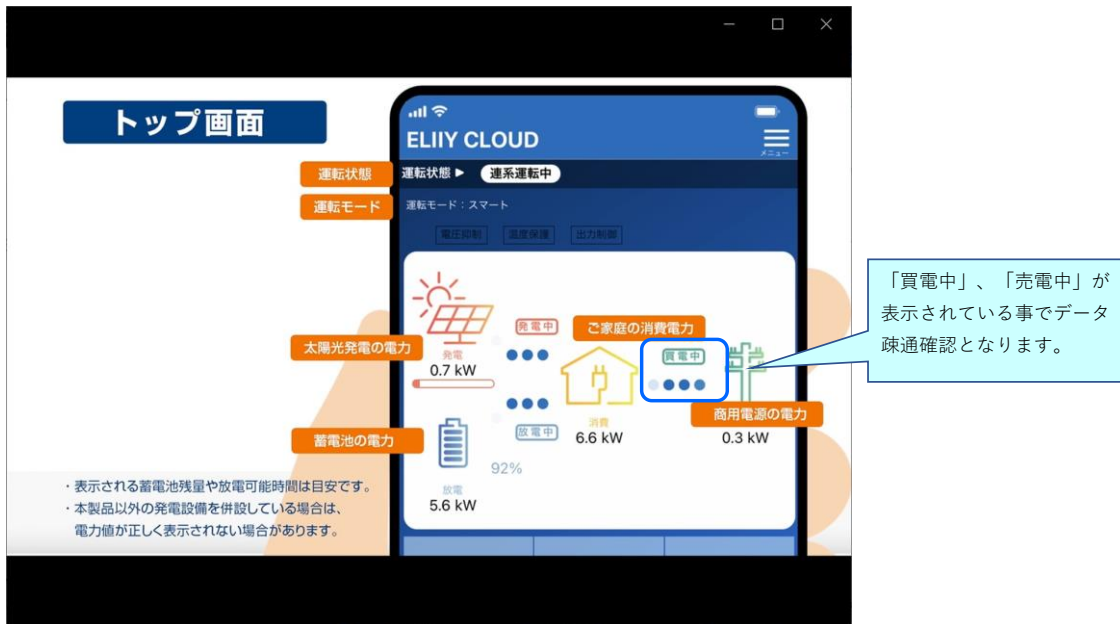 トップ画面
ELIIY CLOUD
メニュー
運転状態
運転状態 ▶ 連系運転中
運転モード
運転モード：スマート
電圧抑制 温度保護 出力制御
「買電中」、「売電中」が
表示されている事でデータ
疎通確認となります。
発電中
ご家庭の消費電力
太陽光発電の電力
発電
0.7 kW
買電中
商用電源の電力
0.3 kW
蓄電池の電力
放電中
消費
6.6 kW
92%
放電
5.6 kW
・表示される蓄電池残量や放電可能時間は目安です。
・本製品以外の発電設備を併設している場合は、
電力値が正しく表示されない場合があります。